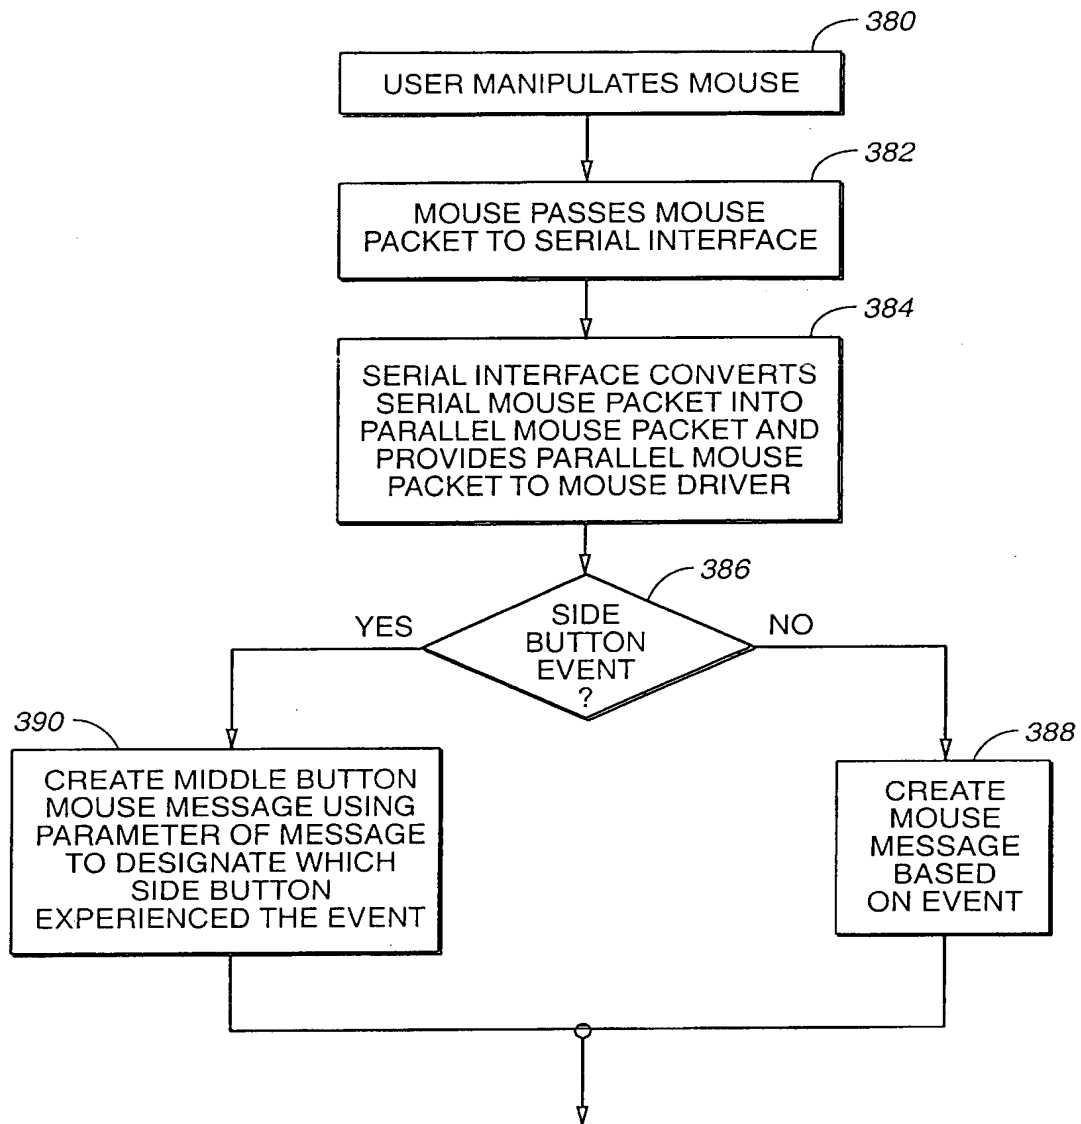 380
USER MANIPULATES MOUSE
382
MOUSE PASSES MOUSE
PACKET TO SERIAL INTERFACE
384
SERIAL INTERFACE CONVERTS
SERIAL MOUSE PACKET INTO
PARALLEL MOUSE PACKET AND
PROVIDES PARALLEL MOUSE
PACKET TO MOUSE DRIVER
386
SIDE
BUTTON
EVENT
?
YES
NO
390
CREATE MIDDLE BUTTON
MOUSE MESSAGE USING
PARAMETER OF MESSAGE
TO DESIGNATE WHICH
SIDE BUTTON
EXPERIENCED THE EVENT
388
CREATE
MOUSE
MESSAGE
BASED
ON EVENT